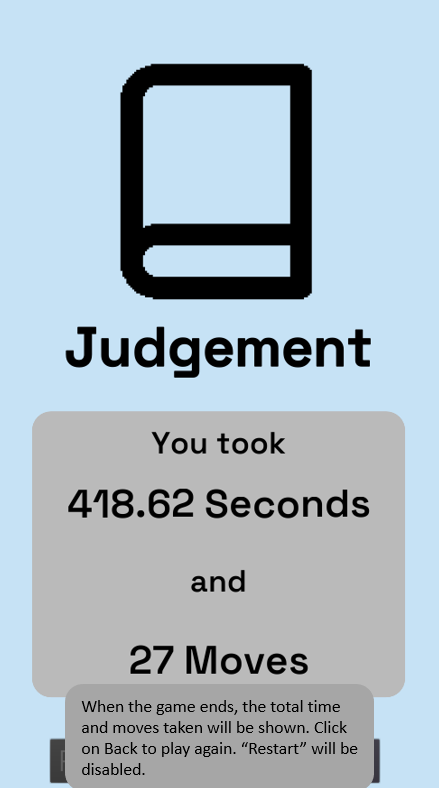 Judgement
You took
418.62 Seconds
and
27 Moves
When the game ends, the total time
and moves taken will be shown. Click
on Back to play again. “Restart” will be
disabled.